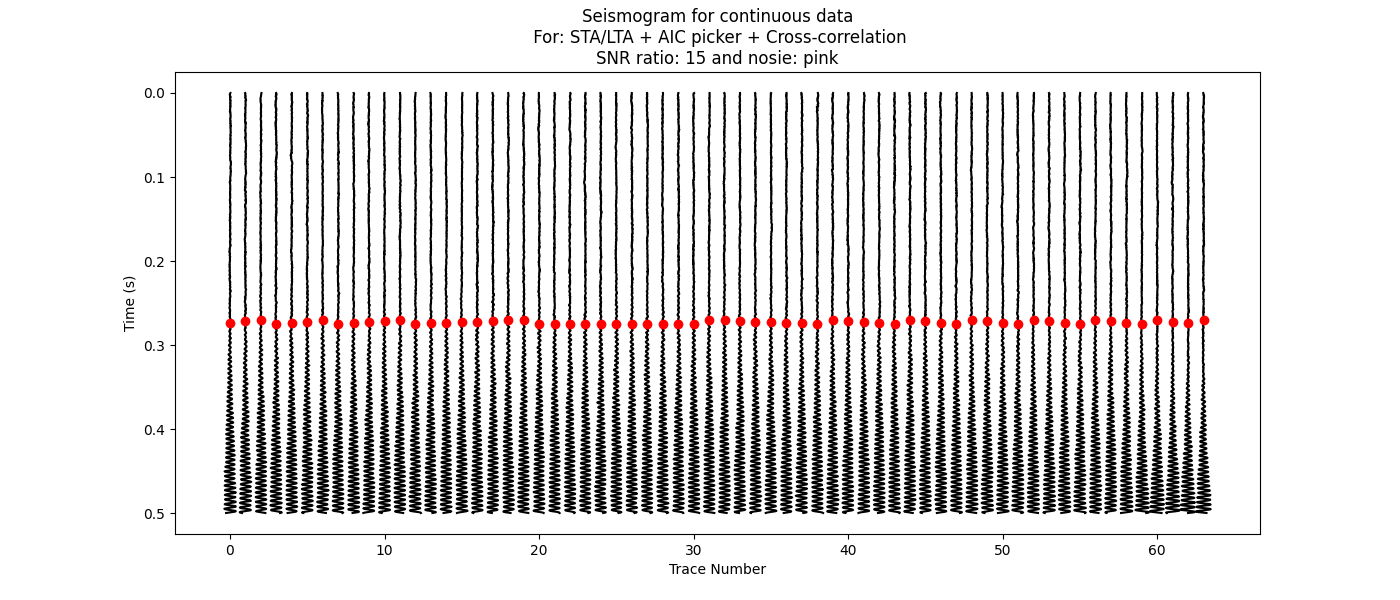 Seismogram for continuous data
For: STA/LTA + AIC picker + Cross-correlation
SNR ratio: 15 and nosie: pink
0.0
0.1
0.2
0.3
0.4
0.5
Time (s)
0 10 20 30 40 50 60
Trace Number